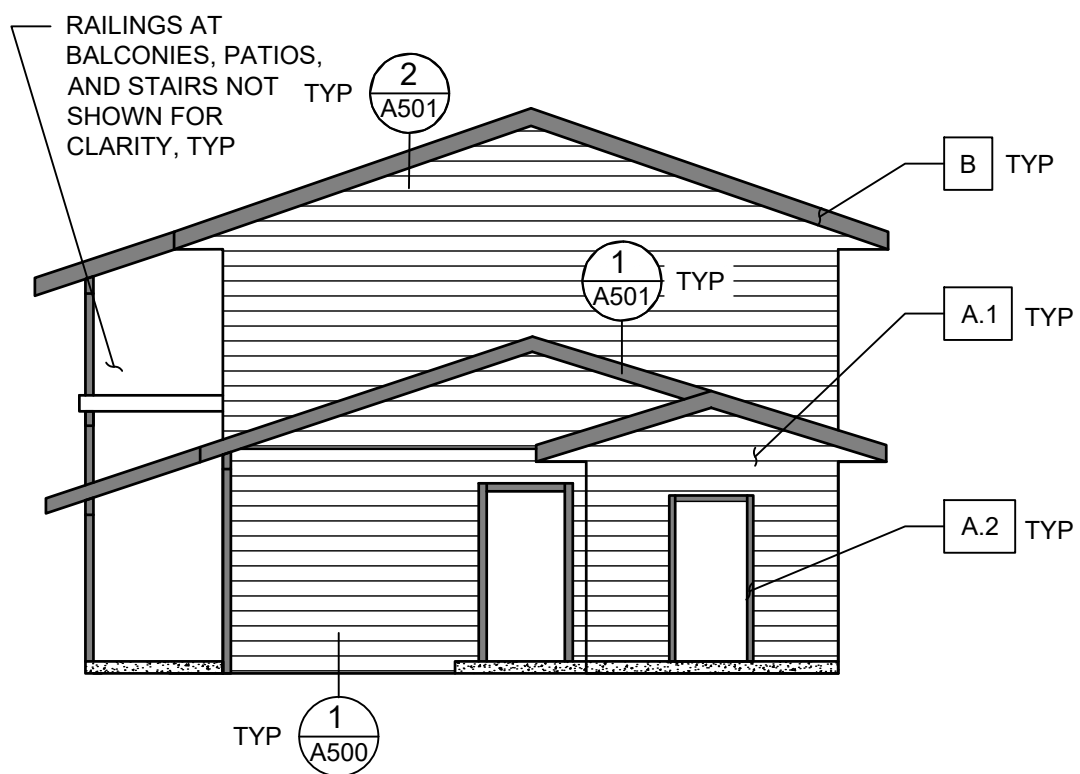 RAILINGS AT
BALCONIES, PATIOS,
AND STAIRS NOT
SHOWN FOR
CLARITY, TYP
TYP
2
A501
B TYP
1
A501
TYP
A.1 TYP
A.2 TYP
TYP
1
A500